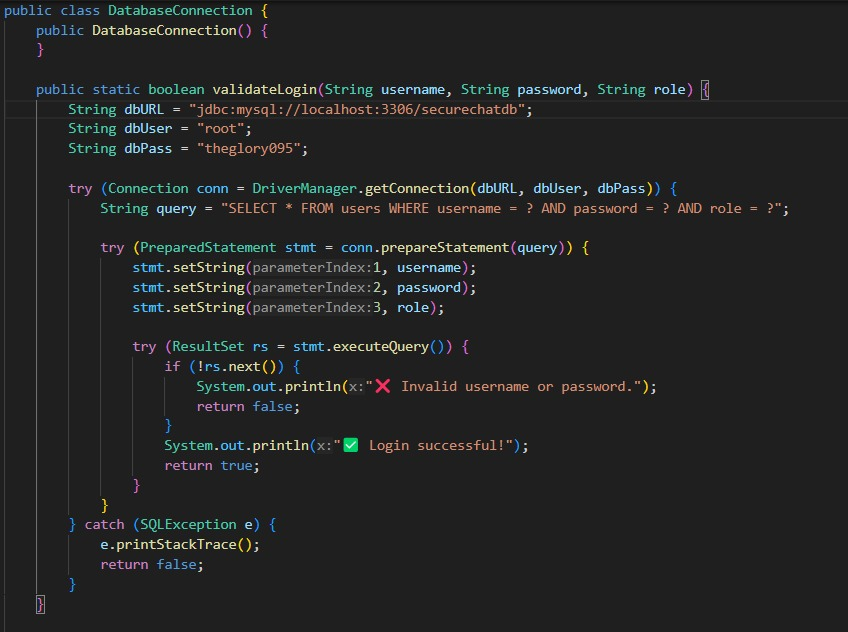 public class DatabaseConnection {
    public DatabaseConnection() {
    }

    public static boolean validateLogin(String username, String password, String role) {
        String dbURL = "jdbc:mysql://localhost:3306/securechatdb";
        String dbUser = "root";
        String dbPass = "theglory095";

        try (Connection conn = DriverManager.getConnection(dbURL, dbUser, dbPass)) {
            String query = "SELECT * FROM users WHERE username = ? AND password = ? AND role = ?";

            try (PreparedStatement stmt = conn.prepareStatement(query)) {
                stmt.setString(parameterIndex:1, username);
                stmt.setString(parameterIndex:2, password);
                stmt.setString(parameterIndex:3, role);

                try (ResultSet rs = stmt.executeQuery()) {
                    if (!rs.next()) {
                        System.out.println(x:"❌ Invalid username or password.");
                        return false;
                    }
                    System.out.println(x:"✅ Login successful!");
                    return true;
                }
            }
        } catch (SQLException e) {
            e.printStackTrace();
            return false;
        }
    }